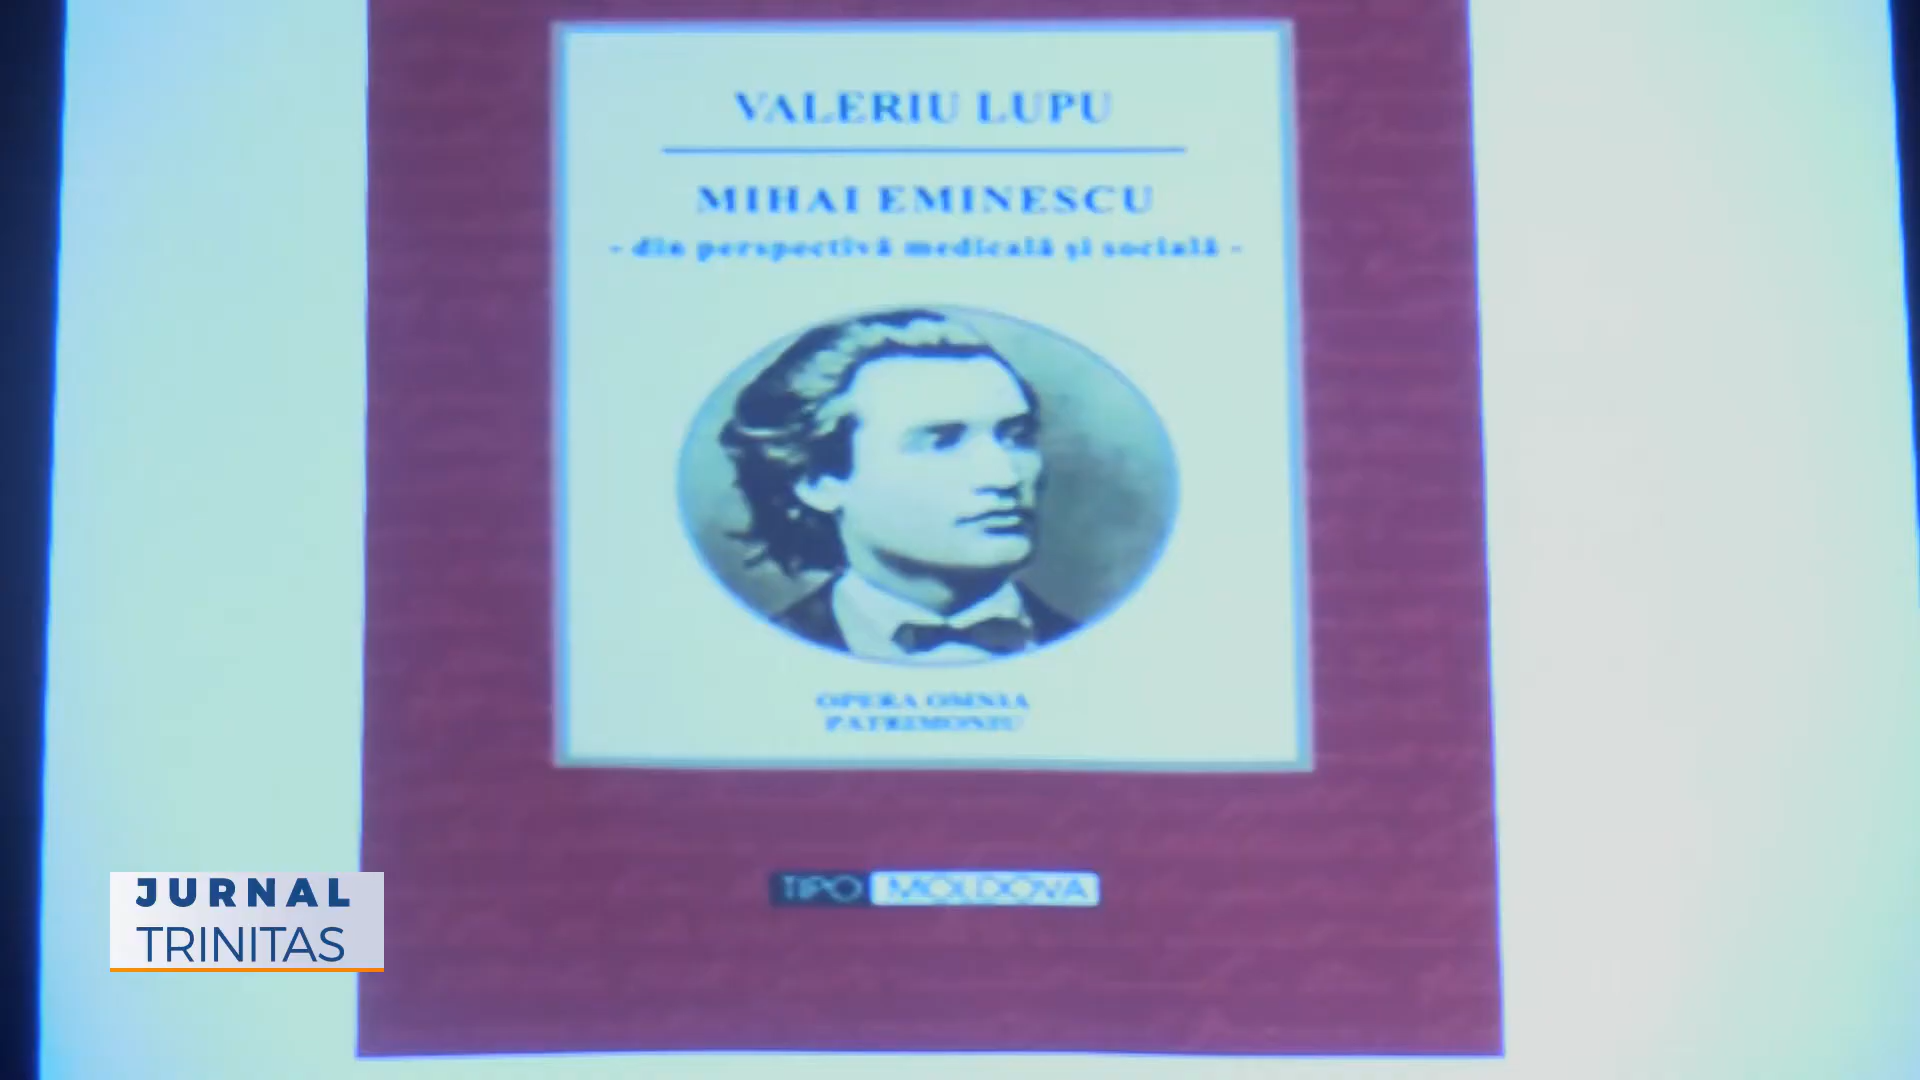 VALERIU LUPU
MIHAI EMINESCU
- din perspectivă medicală și socială -
OPERA OMNIA
PATRIMONIU
TIPO MOLDOVA
JURNAL
TRINITAS